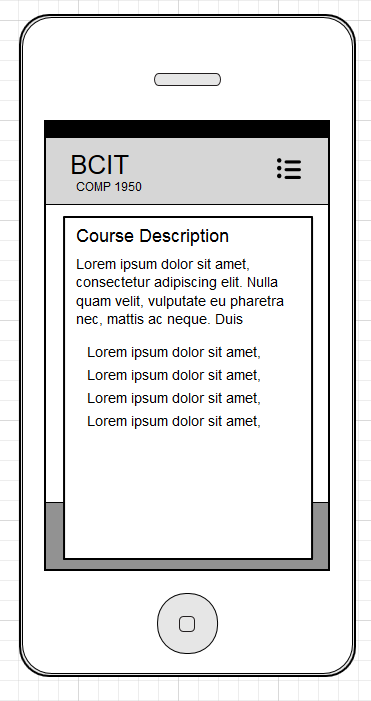 BCIT
COMP 1950
Course Description
Lorem ipsum dolor sit amet,
consectetur adipiscing elit. Nulla
quam velit, vulputate eu pharetra
nec, mattis ac neque. Duis
Lorem ipsum dolor sit amet,
Lorem ipsum dolor sit amet,
Lorem ipsum dolor sit amet,
Lorem ipsum dolor sit amet,